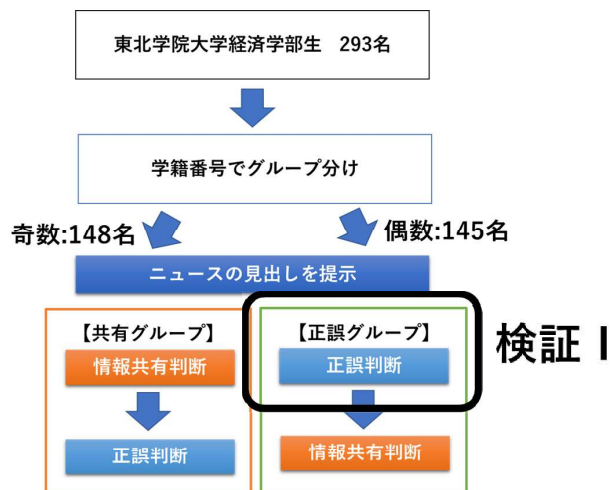 東北学院大学経済学部生　293名
学籍番号でグループ分け
奇数:148名
偶数:145名
ニュースの見出しを提示
【共有グループ】
情報共有判断
正誤判断
【正誤グループ】
正誤判断
情報共有判断
検証 I